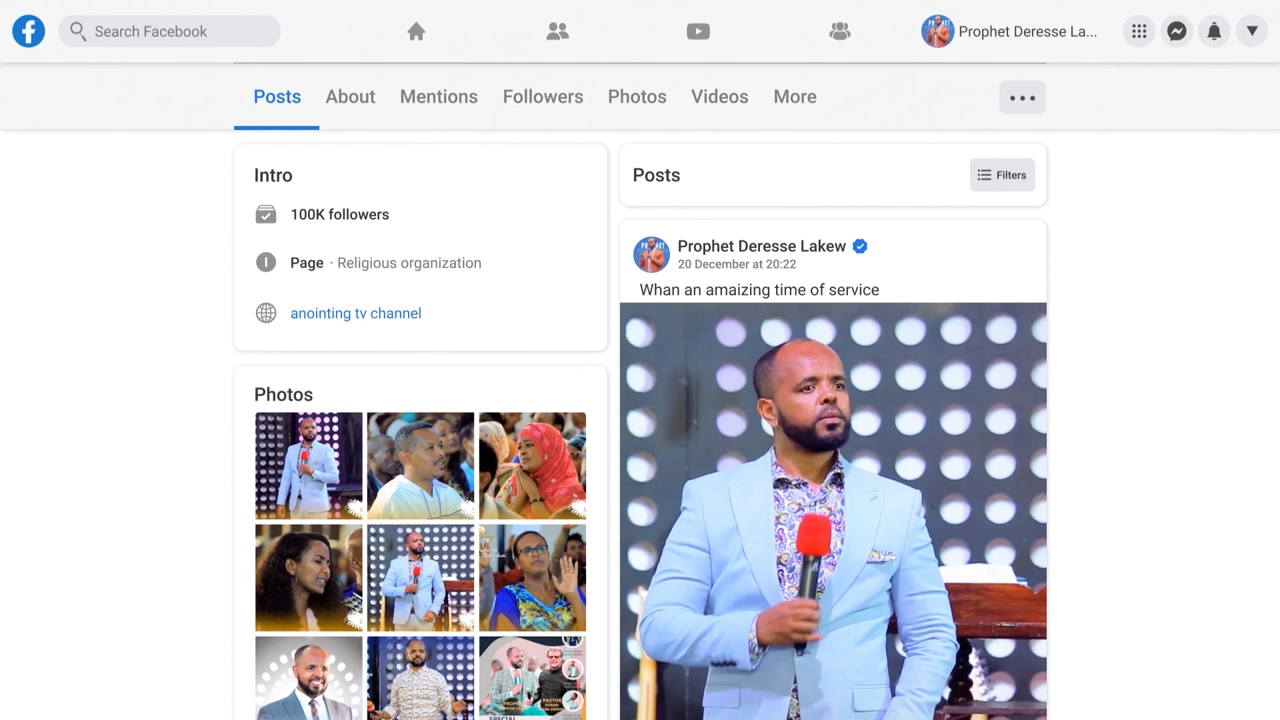 Search Facebook
Prophet Deresse La...
Posts
About
Mentions
Followers
Photos
Videos
More
Intro
100K followers
Page · Religious organization
anointing tv channel
Photos
Posts
Filters
Prophet Deresse Lakew
20 December at 20:22
Whan an amaizing time of service
SPECIAL